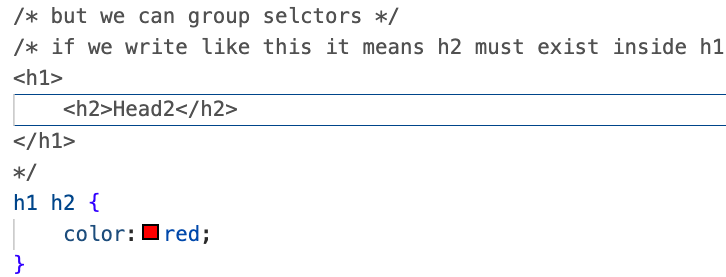 /* but we can group selctors */
/* if we write like this it means h2 must exist inside h1
<h1>
    <h2>Head2</h2>
</h1>
*/
h1 h2 {
    color: red;
}